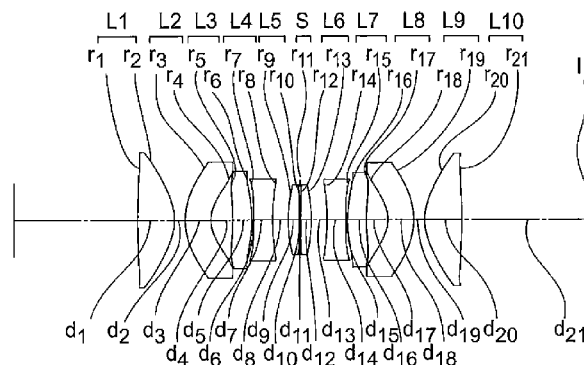 L1 L2 L3 L4 L5 S L6 L7 L8 L9 L10
r1 r2 r3 r5 r7 r9 r11 r13 r15 r17 r19 r21
r4 r6 r8 r10 r12 r14 r16 r18 r20
I
d1 d2 d3 d5 d7 d9 d11 d13 d15 d17 d19 d20 d21
d4 d6 d8 d10 d12 d14 d16 d18